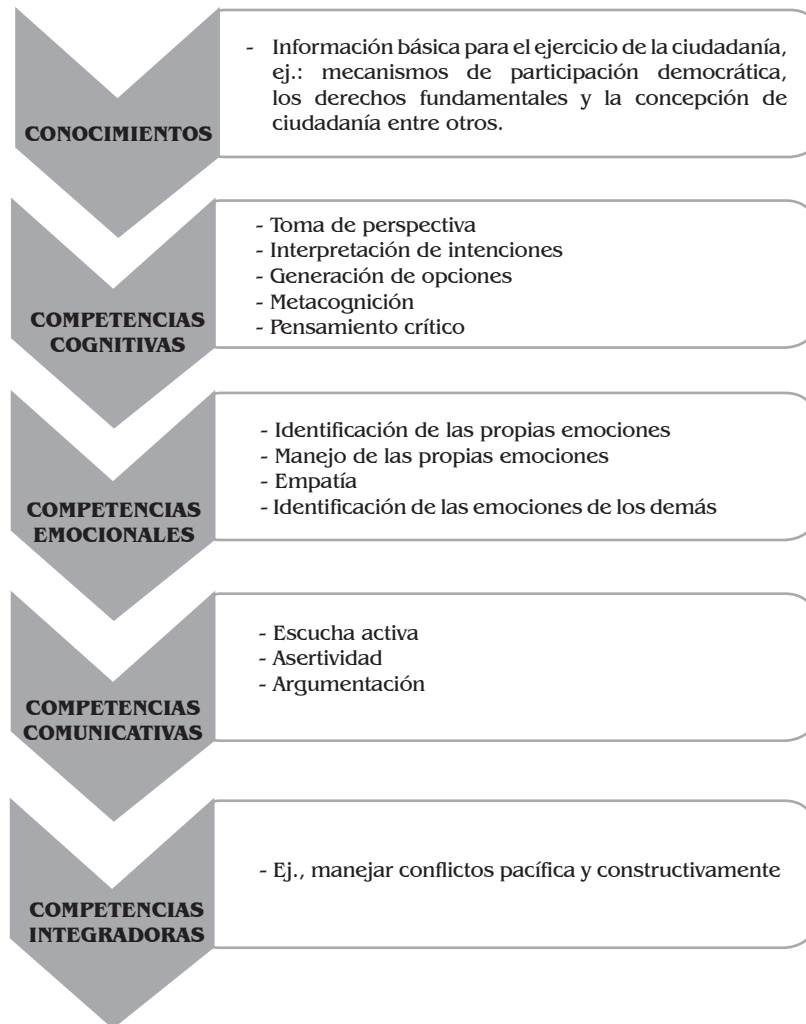 CONOCIMIENTOS
- Información básica para el ejercicio de la ciudadanía,
ej.: mecanismos de participación democrática,
los derechos fundamentales y la concepción de
ciudadanía entre otros.
COMPETENCIAS
COGNITIVAS
- Toma de perspectiva
- Interpretación de intenciones
- Generación de opciones
- Metacognición
- Pensamiento crítico
COMPETENCIAS
EMOCIONALES
- Identificación de las propias emociones
- Manejo de las propias emociones
- Empatía
- Identificación de las emociones de los demás
COMPETENCIAS
COMUNICATIVAS
- Escucha activa
- Asertividad
- Argumentación
COMPETENCIAS
INTEGRADORAS
- Ej., manejar conflictos pacífica y constructivamente